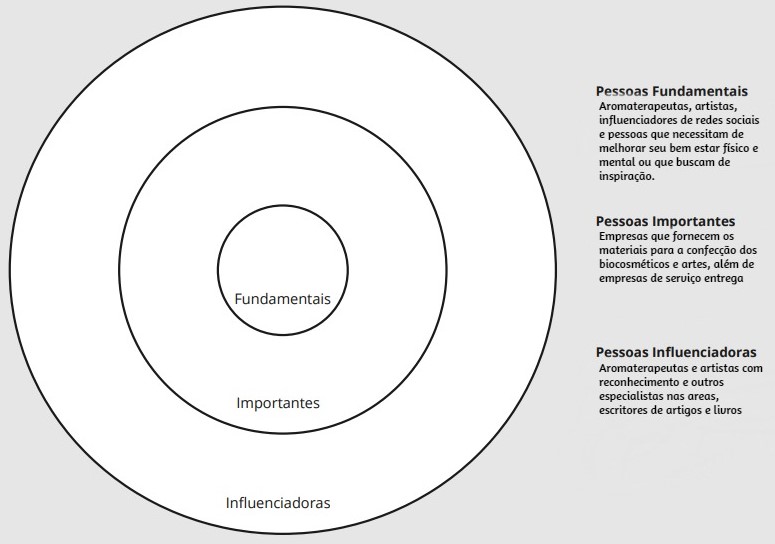 Fundamentais
Importantes
Influenciadoras
Pessoas Fundamentais
Aromaterapeutas, artistas,
influenciadores de redes sociais
e pessoas que necessitam de
melhorar seu bem estar físico e
mental ou que buscam de
inspiração.
Pessoas Importantes
Empresas que fornecem os
materiais para a confecção dos
biocosméticos e artes, além de
empresas de serviço entrega
Pessoas Influenciadoras
Aromaterapeutas e artistas com
reconhecimento e outros
especialistas nas areas,
escritores de artigos e livros